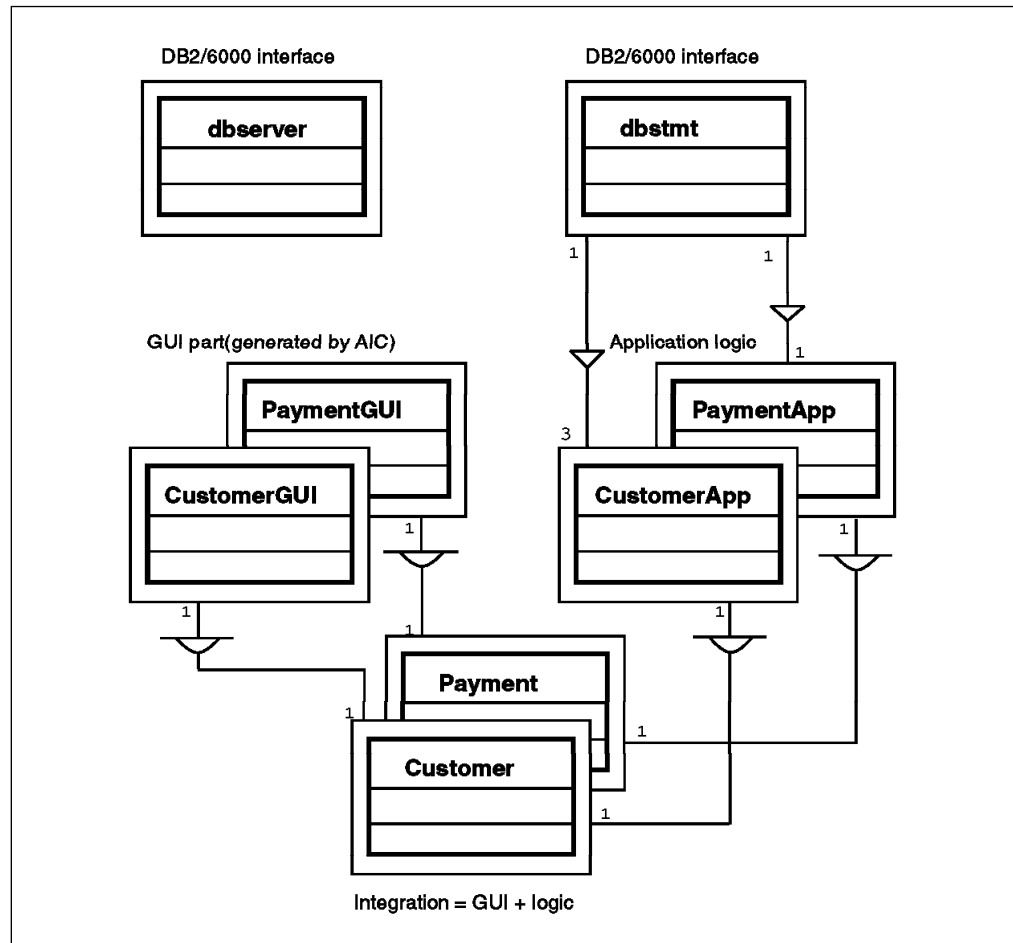 DB2/6000 interface
DB2/6000 interface
dbserver
dbstmt
1
1
GUI part(generated by AIC)
Application logic
1
PaymentGUI
PaymentApp
3
CustomerGUI
CustomerApp
1
1
1
1
1
Payment
1
1
Customer
1
Integration = GUI + logic